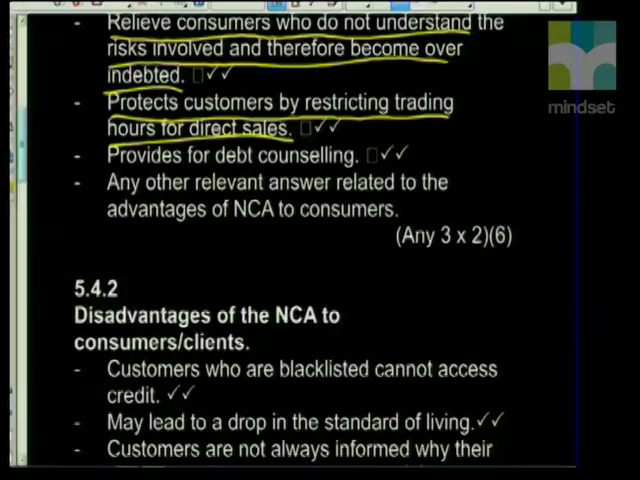 - Relieve consumers who do not understand the
risks involved and therefore become over
indebted. □✓✓
- Protects customers by restricting trading
hours for direct sales. □✓✓
- Provides for debt counselling. □✓✓
- Any other relevant answer related to the
advantages of NCA to consumers.
(Any 3 x 2)(6)
5.4.2
Disadvantages of the NCA to
consumers/clients.
- Customers who are blacklisted cannot access
credit. ✓✓
- May lead to a drop in the standard of living.✓✓
- Customers are not always informed why their
mindset